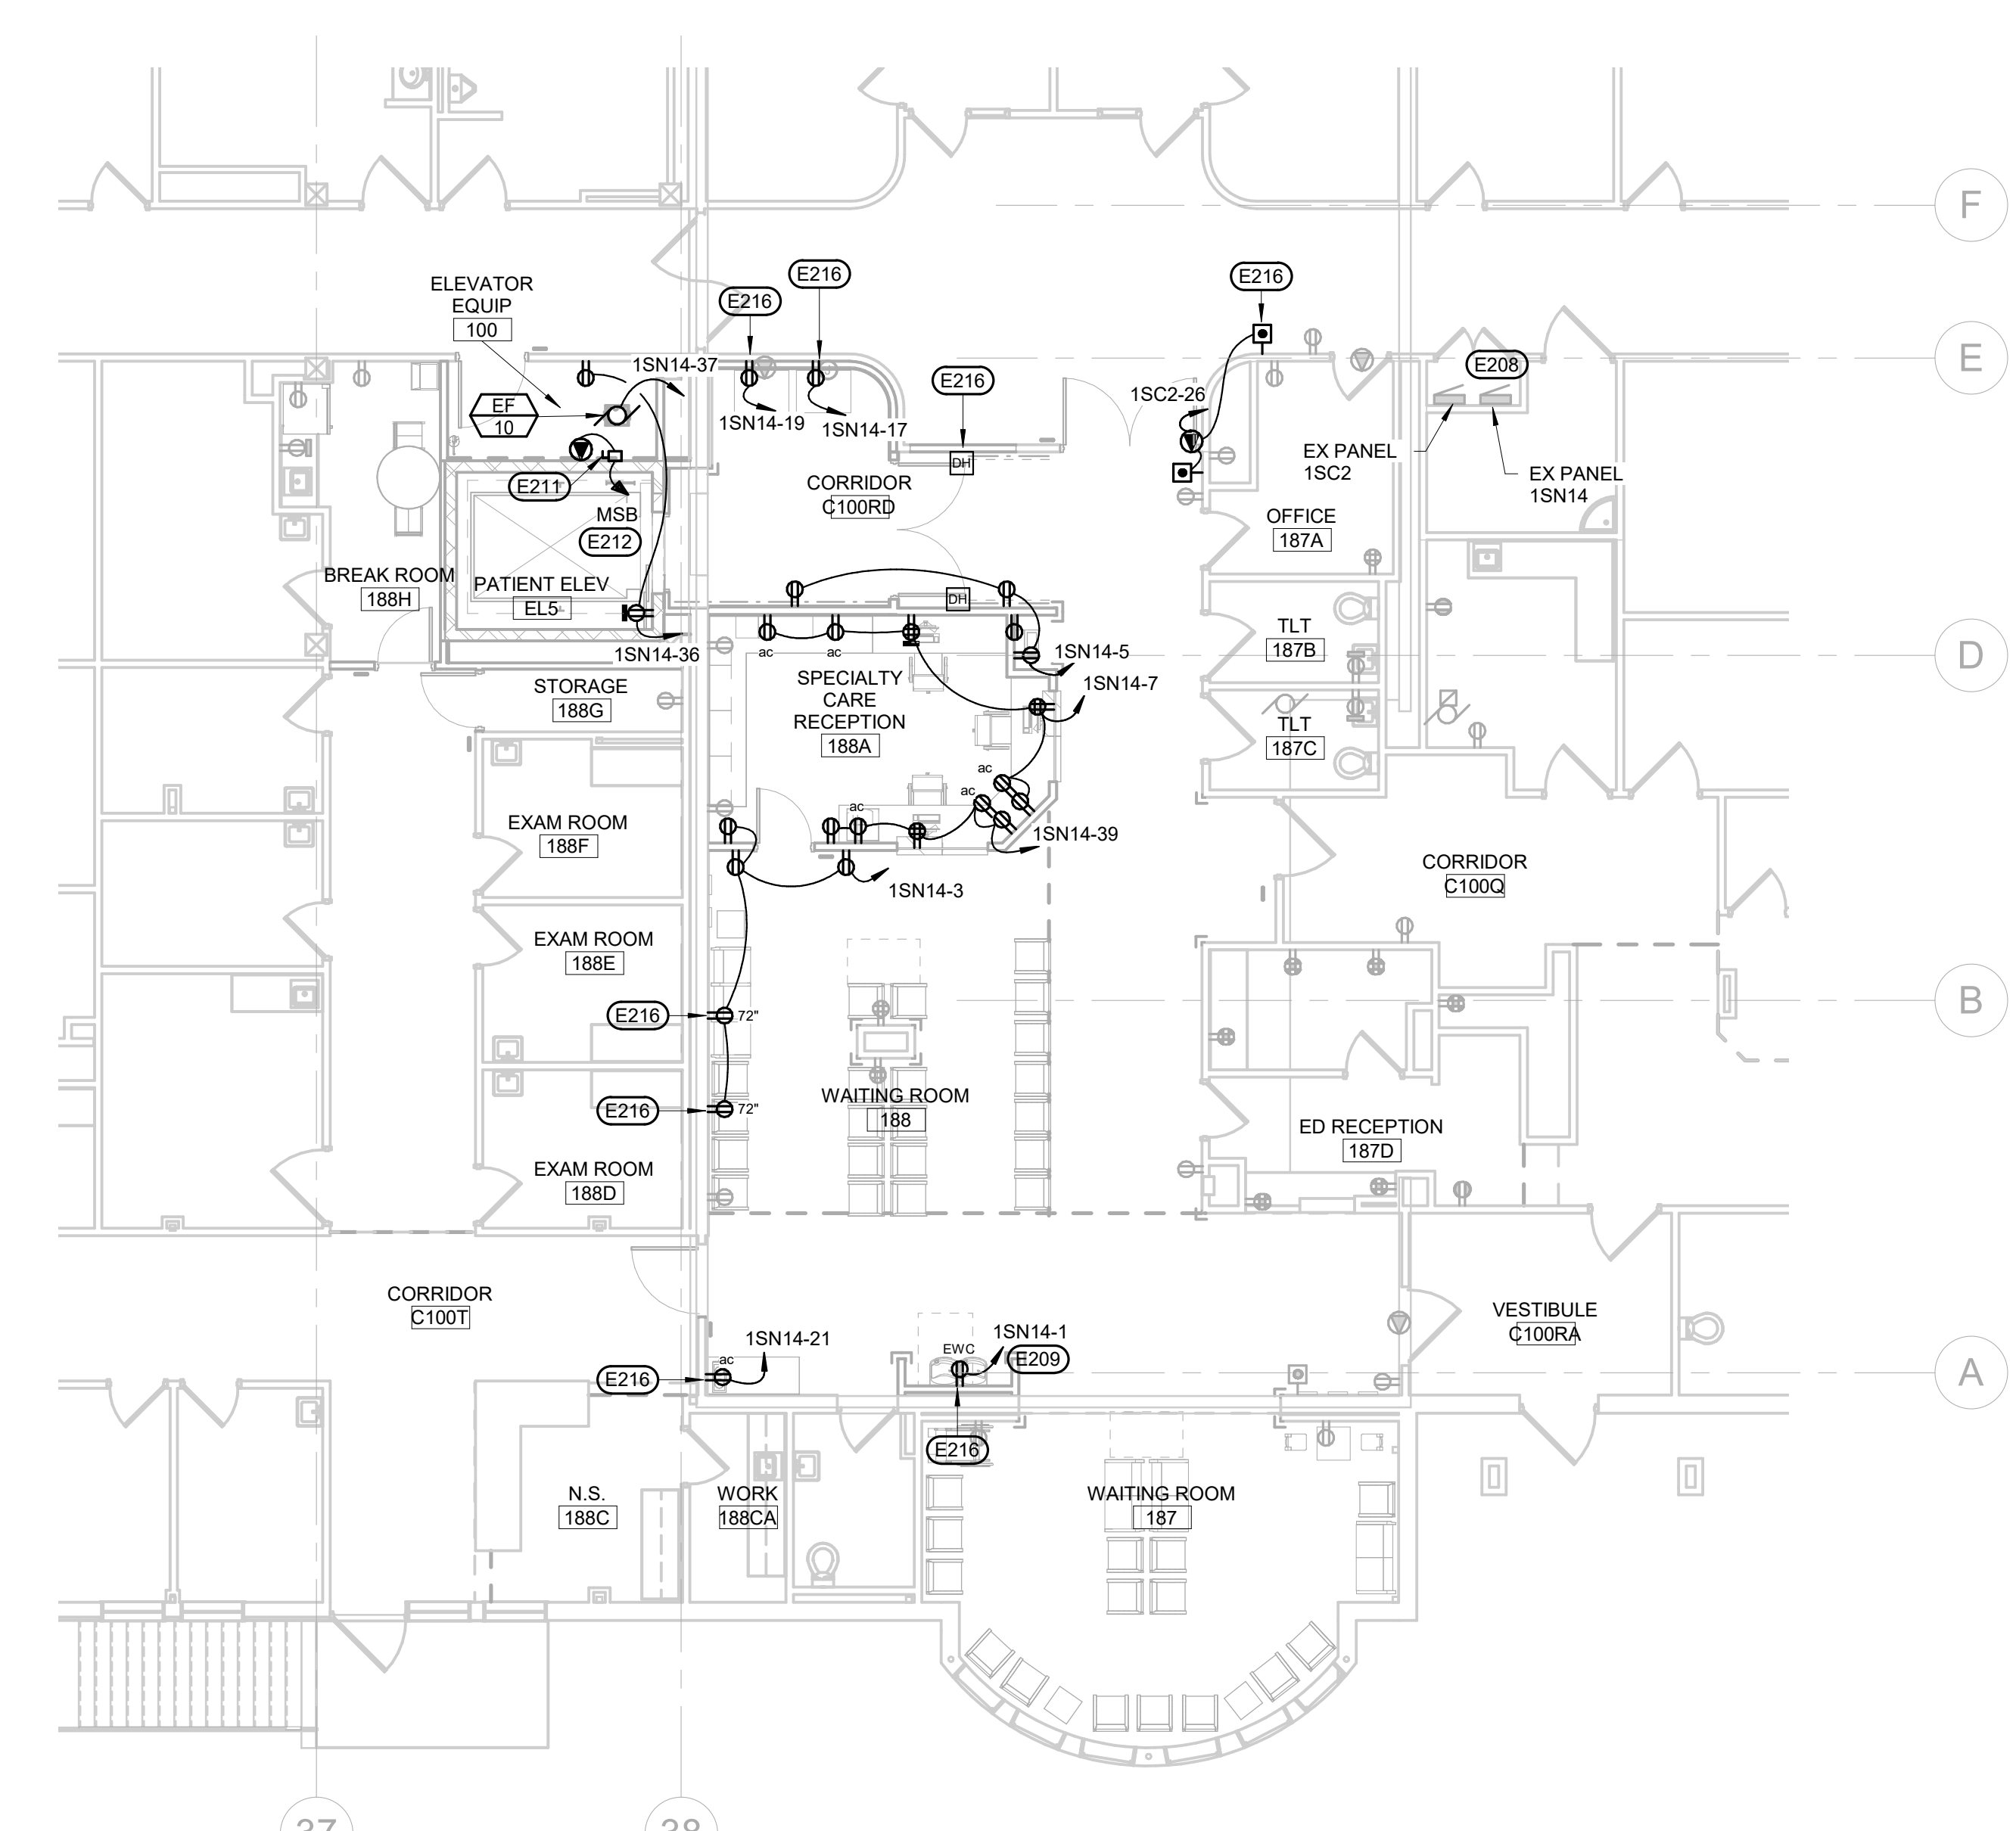 F
E216
E216
E216
ELEVATOR
EQUIP
100
E
1SN14-37
E208
E216
1SC2-26
EF
10
1SN14-19
1SN14-17
EX PANEL
1SC2
DH
EX PANEL
1SN14
E211
CORRIDOR
C100RD
MSB
E212
OFFICE
187A
BREAK ROOM
188H
PATIENT ELEV
EL5
DH
TLT
187B
D
1SN14-36
ac
ac
1SN14-5
STORAGE
188G
SPECIALTY
CARE
RECEPTION
188A
1SN14-7
TLT
187C
ac
ac
ac
EXAM ROOM
188F
1SN14-39
CORRIDOR
C100Q
1SN14-3
EXAM ROOM
188E
B
E216
72"
E216
72"
WAITING ROOM
188
ED RECEPTION
187D
EXAM ROOM
188D
CORRIDOR
C100T
VESTIBULE
C100RA
1SN14-21
1SN14-1
EWC
E209
ac
E216
A
E216
N.S.
188C
WORK
188CA
WAITING ROOM
187
37
38